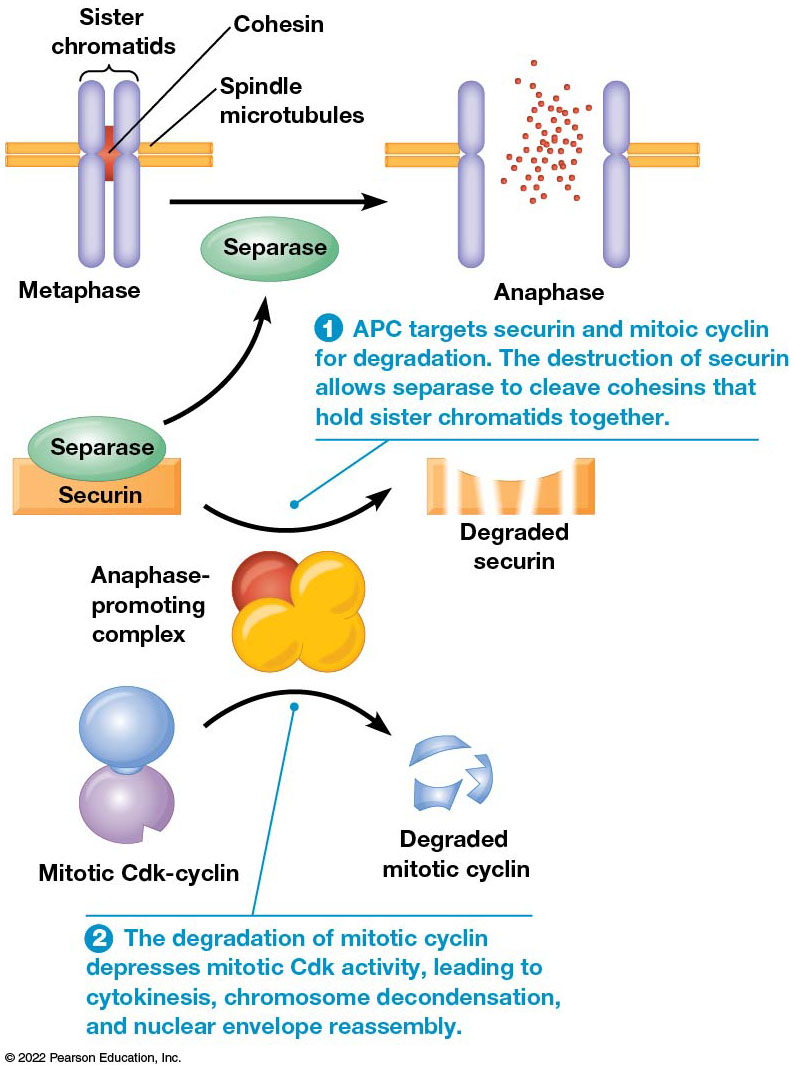 Sister
chromatids
Cohesin
Spindle
microtubules
Separase
Metaphase
Anaphase
1 APC targets securin and mitoic cyclin
for degradation. The destruction of securin
allows separase to cleave cohesins that
hold sister chromatids together.
Separase
Securin
Degraded
securin
Anaphase-
promoting
complex
Mitotic Cdk-cyclin
Degraded
mitotic cyclin
2 The degradation of mitotic cyclin
depresses mitotic Cdk activity, leading to
cytokinesis, chromosome decondensation,
and nuclear envelope reassembly.
© 2022 Pearson Education, Inc.